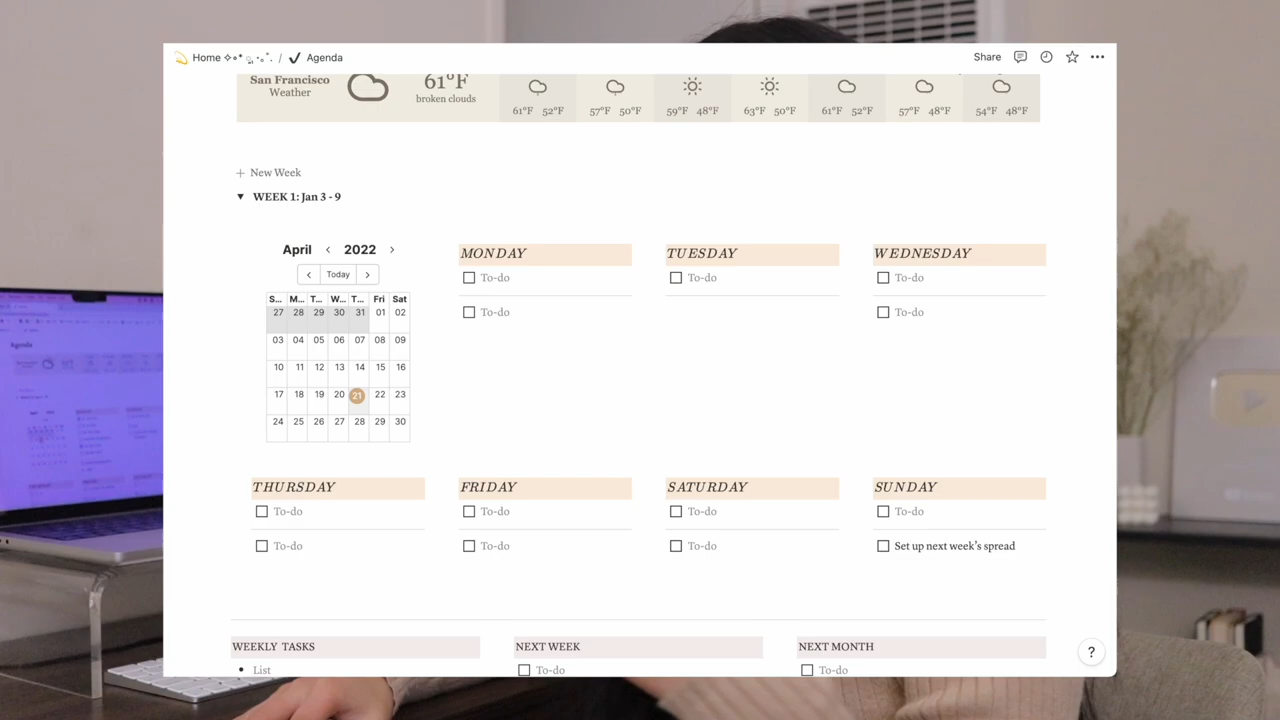 Home / Agenda
Share
San Francisco
Weather
61°F
broken clouds
61°F 52°F
57°F 50°F
59°F 48°F
63°F 50°F
61°F 52°F
57°F 48°F
54°F 48°F
+ New Week
WEEK 1: Jan 3 - 9
April < 2022 >
< Today >
S... M... T... W... T... Fri Sat
27 28 29 30 31 01 02
03 04 05 06 07 08 09
10 11 12 13 14 15 16
17 18 19 20 21 22 23
24 25 26 27 28 29 30
MONDAY
To-do
To-do
TUESDAY
To-do
WEDNESDAY
To-do
To-do
THURSDAY
To-do
To-do
FRIDAY
To-do
To-do
SATURDAY
To-do
To-do
SUNDAY
To-do
Set up next week's spread
WEEKLY TASKS
List
NEXT WEEK
To-do
NEXT MONTH
To-do
?
Agenda